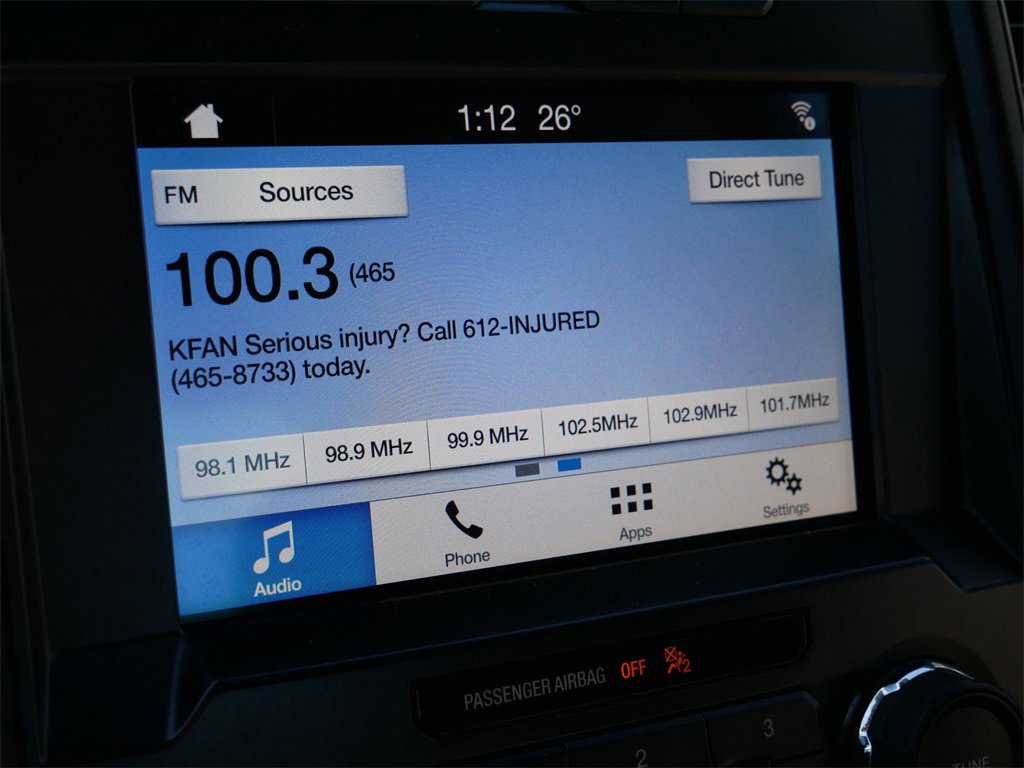 1:12 26°
FM Sources
Direct Tune
100.3 (465
KFAN Serious injury? Call 612-INJURED
(465-8733) today.
98.1 MHz 98.9 MHz 99.9 MHz 102.5MHz 102.9MHz 101.7MHz
Audio Phone Apps Settings
PASSENGER AIRBAG OFF 2
2 3
TUNE